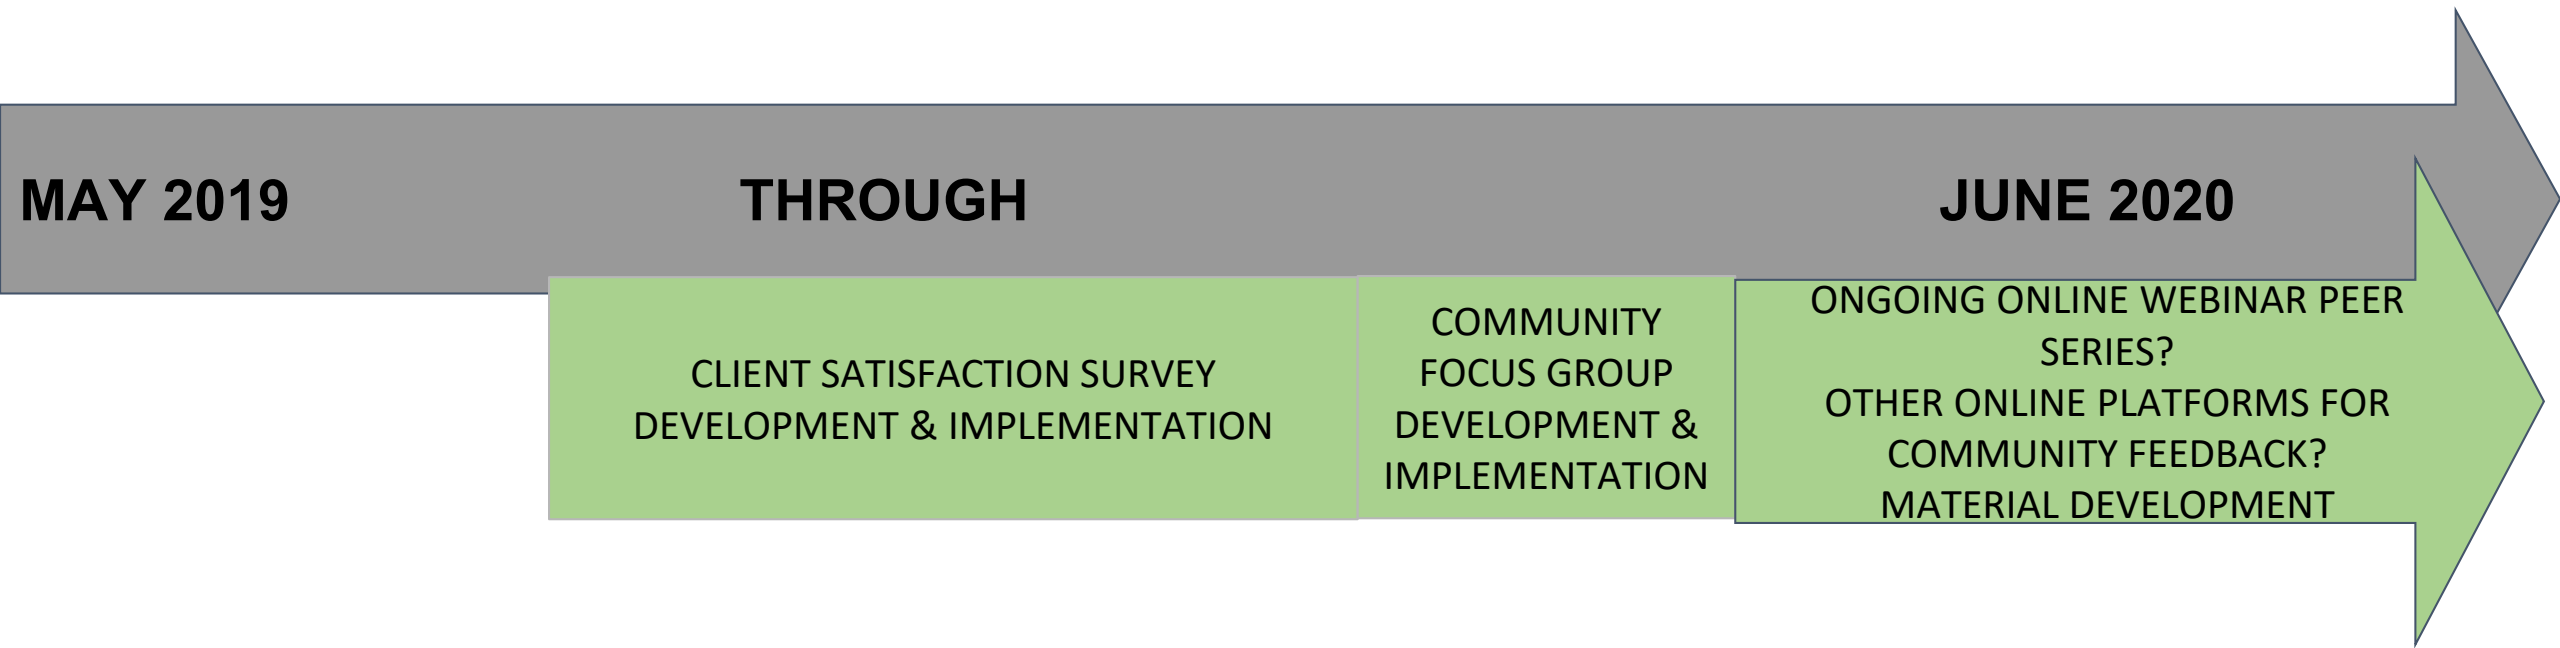 MAY 2019 THROUGH JUNE 2020
CLIENT SATISFACTION SURVEY
DEVELOPMENT & IMPLEMENTATION
COMMUNITY
FOCUS GROUP
DEVELOPMENT &
IMPLEMENTATION
ONGOING ONLINE WEBINAR PEER
SERIES?
OTHER ONLINE PLATFORMS FOR
COMMUNITY FEEDBACK?
MATERIAL DEVELOPMENT